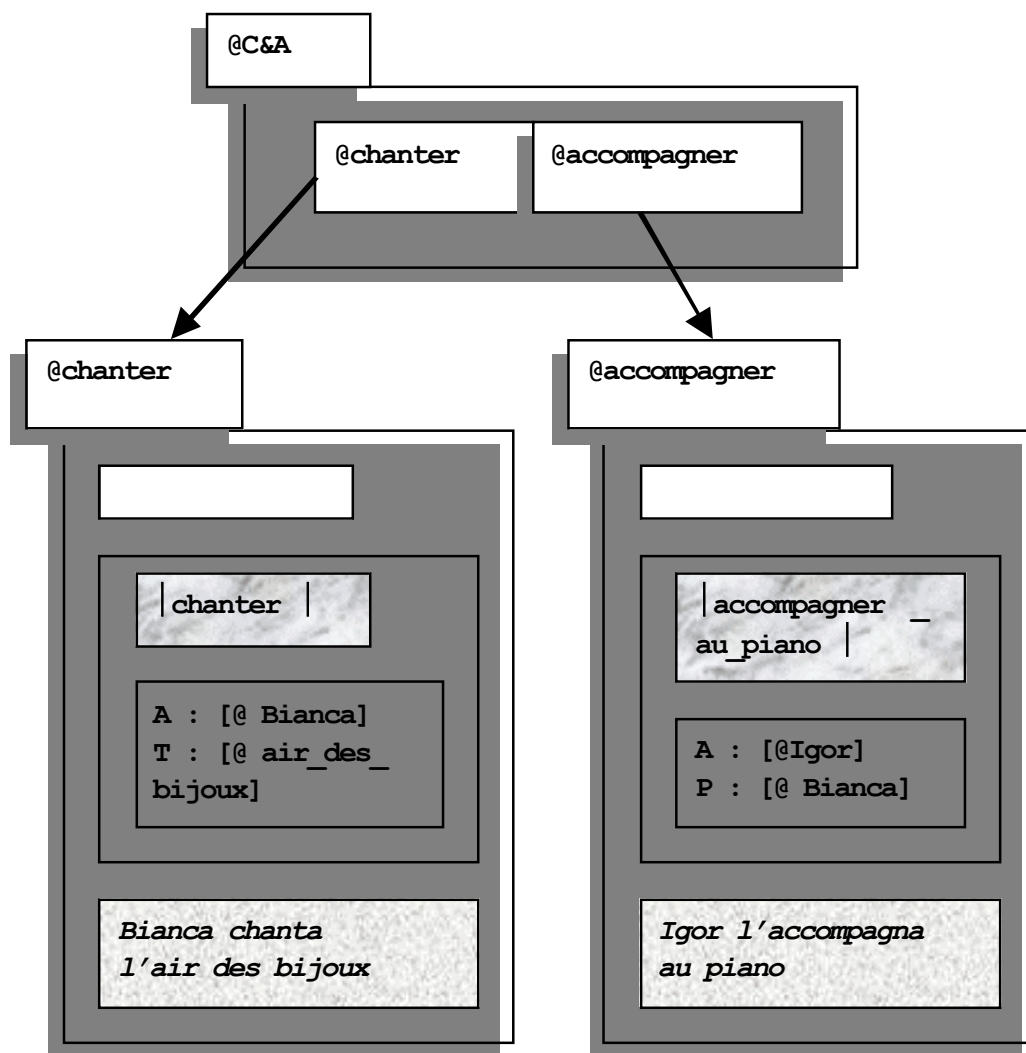 @C&A
@chanter
@accompagner
@chanter
@accompagner
|chanter |
A : [@ Bianca]
T : [@ air_des_
bijoux]
Bianca chanta
l'air des bijoux
|accompagner _
au_piano |
A : [@Igor]
P : [@ Bianca]
Igor l'accompagna
au piano